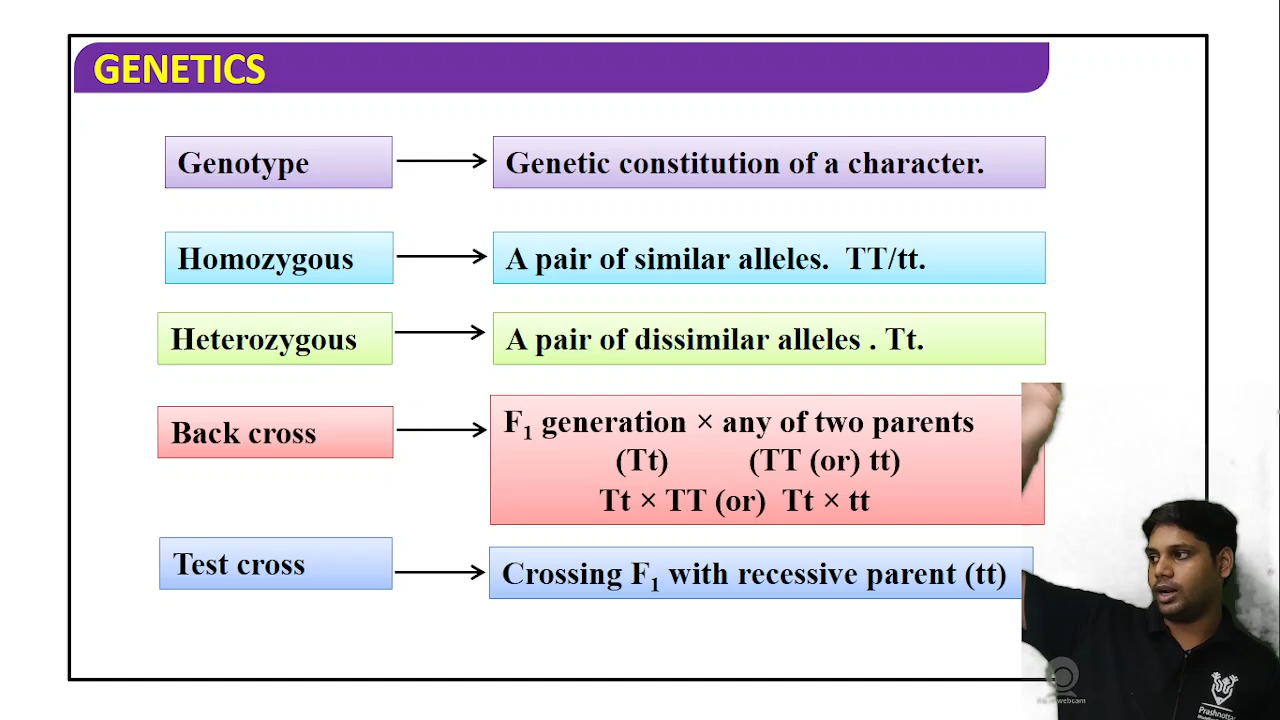 GENETICS
Genotype
Genetic constitution of a character.
Homozygous
A pair of similar alleles. TT/tt.
Heterozygous
A pair of dissimilar alleles . Tt.
Back cross
F₁ generation × any of two parents
(Tt) (TT (or) tt)
Tt × TT (or) Tt × tt
Test cross
Crossing F₁ with recessive parent (tt)
webcam